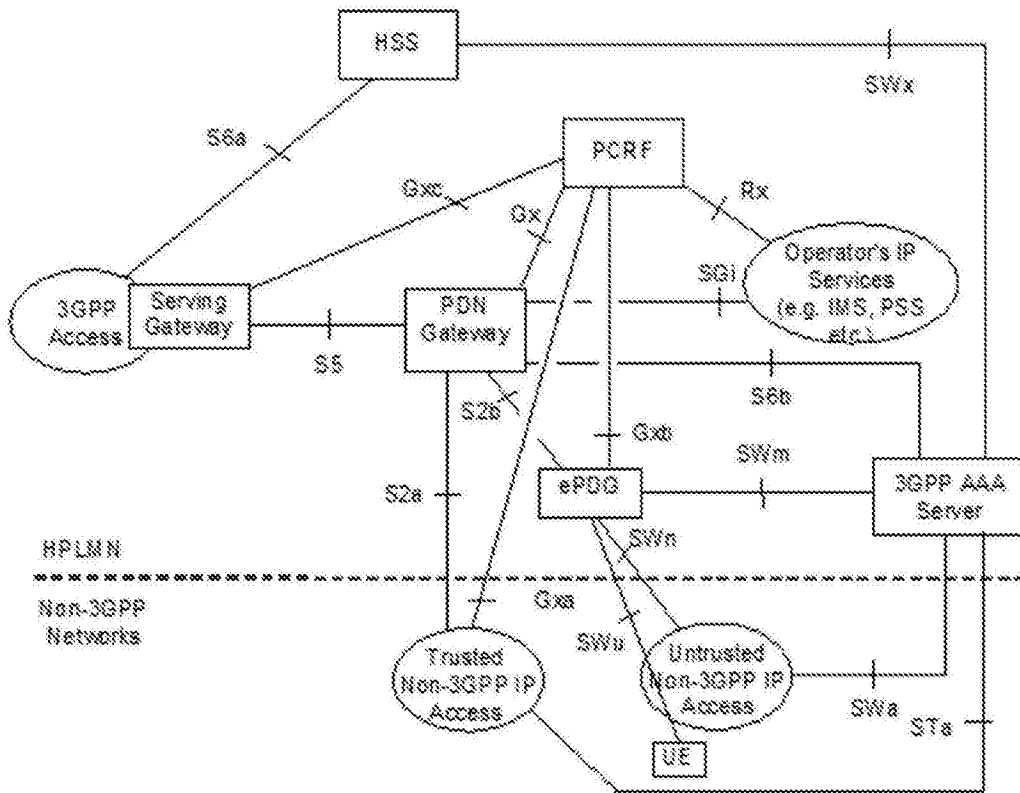 HSS
SWx
S6a
PCRF
Gxc
Gx
Rx
Operator's IP
Services
(e.g. IMS, PSS
etc.)
SGi
3GPP
Access
Serving
Gateway
PDN
Gateway
S5
S6b
S2b
Gxb
SWm
ePDG
3GPP AAA
Server
S2a
SWn
HPLMN
Non-3GPP
Networks
Gxa
SWu
Trusted
Non-3GPP IP
Access
Untrusted
Non-3GPP IP
Access
SWa
STa
UE